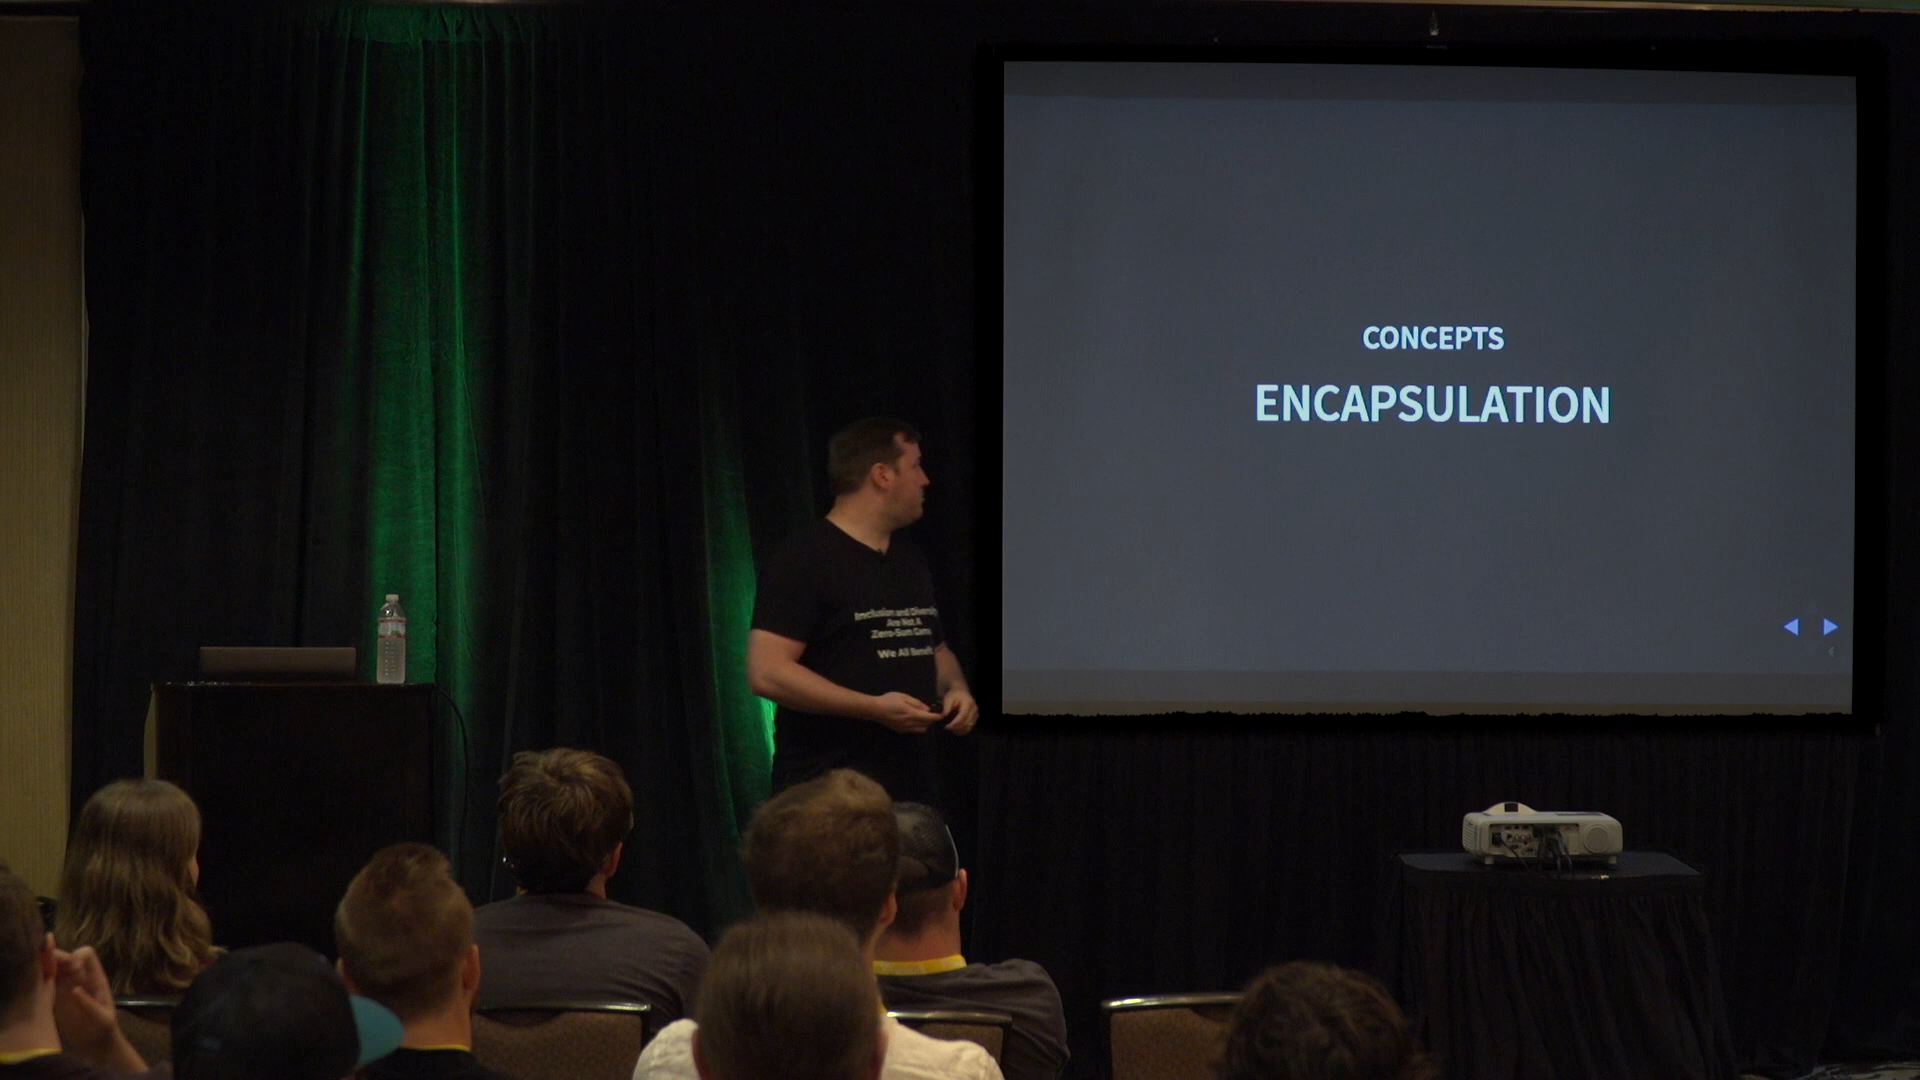 CONCEPTS
ENCAPSULATION
Inclusion and Diversity
Are Not A
Zero-Sum Game
We All Benefit